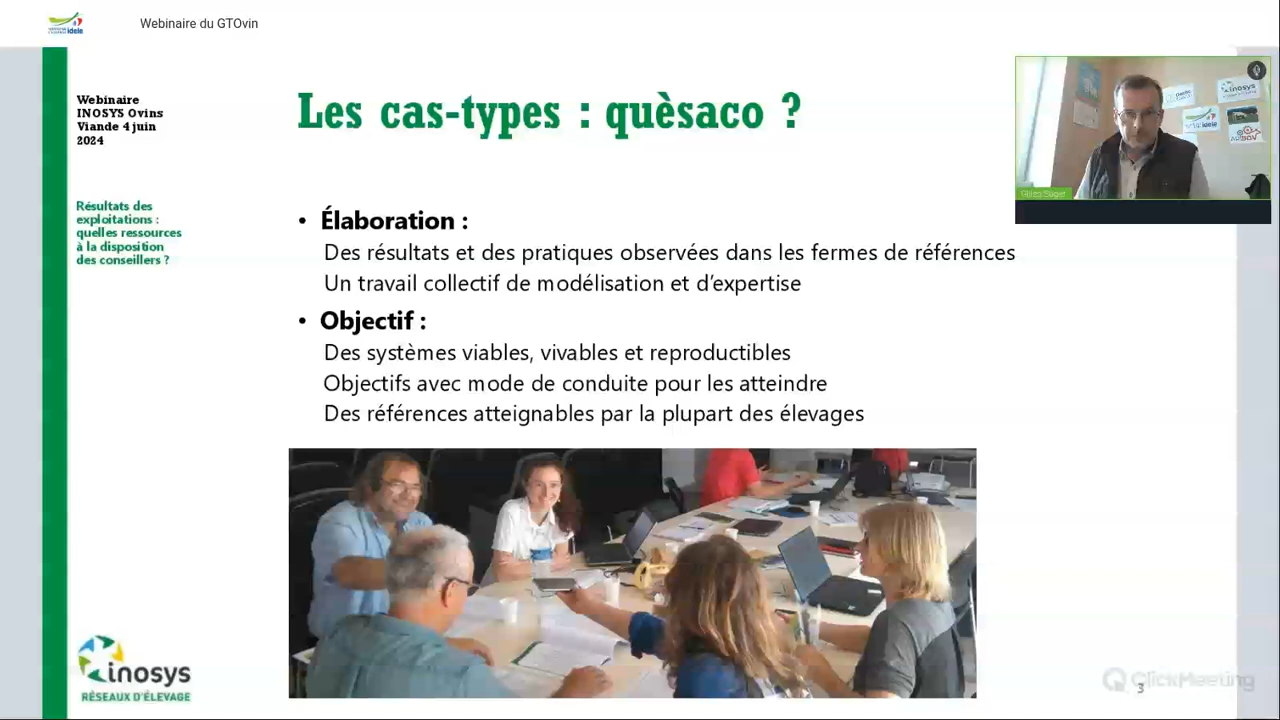 idele
Webinaire du GTOvin
Webinaire
INOSYS Ovins
Viande 4 juin
2024
Résultats des
exploitations :
quelles ressources
à la disposition
des conseillers ?
Les cas-types : quèsaco ?
• Élaboration :
Des résultats et des pratiques observées dans les fermes de références
Un travail collectif de modélisation et d’expertise
• Objectif :
Des systèmes viables, vivables et reproductibles
Objectifs avec mode de conduite pour les atteindre
Des références atteignables par la plupart des élevages
inosys
idele
inosys
RÉSEAUX D'ÉLEVAGE
ClickMeeting
3